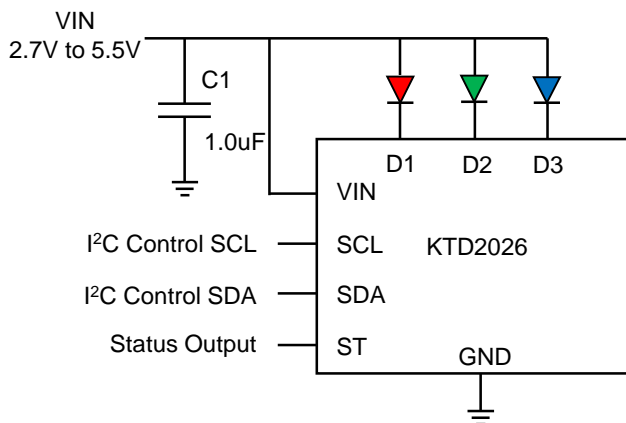 VIN
2.7V to 5.5V
C1
1.0uF
D1 D2 D3
VIN
I²C Control SCL SCL KTD2026
I²C Control SDA SDA
Status Output ST
GND